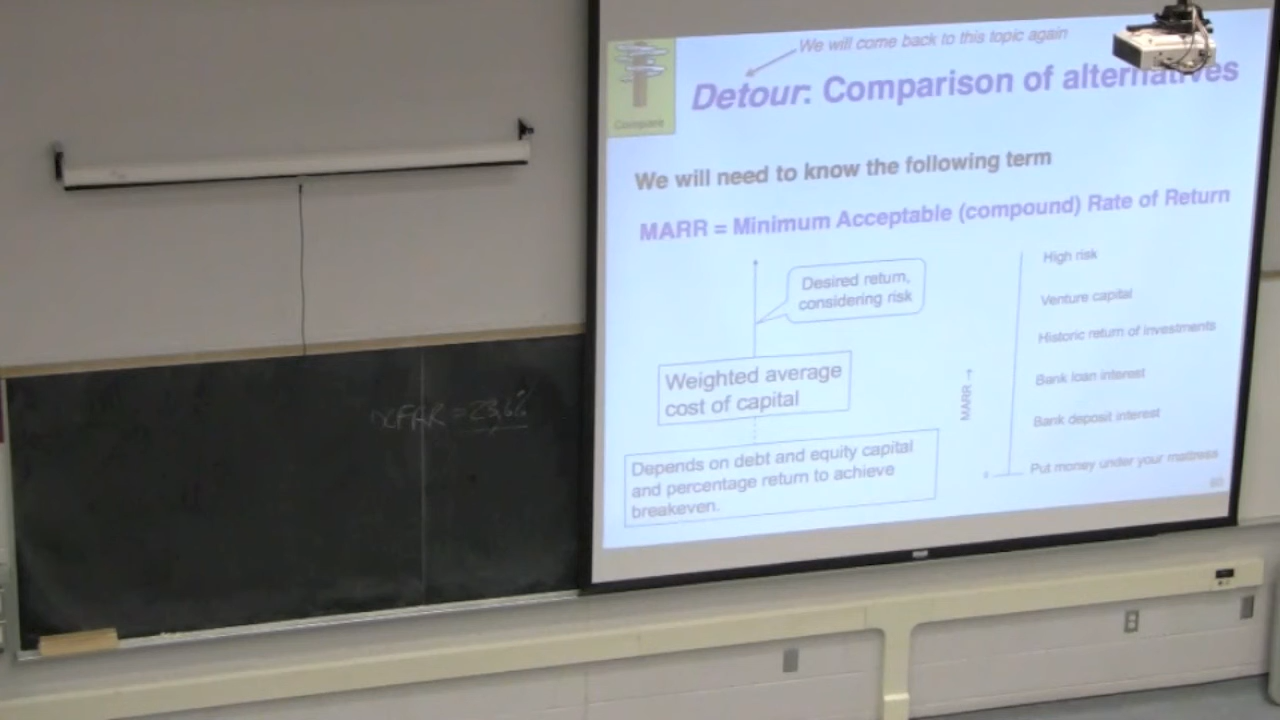 We will come back to this topic again
Detour: Comparison of alternatives
Compare
We will need to know the following term
MARR = Minimum Acceptable (compound) Rate of Return
Desired return,
considering risk
Weighted average
cost of capital
Depends on debt and equity capital
and percentage return to achieve
breakeven.
MARR →
High risk
Venture capital
Historic return of investments
Bank loan interest
Bank deposit interest
Put money under your mattress
= 23,6%